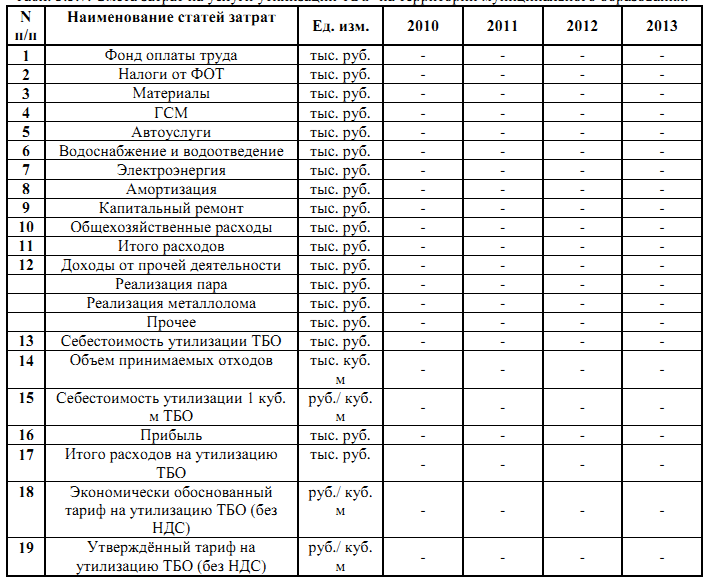 N п/п Наименование статей затрат Ед. изм. 2010 2011 2012 2013
1 Фонд оплаты труда тыс. руб. - - - -
2 Налоги от ФОТ тыс. руб. - - - -
3 Материалы тыс. руб. - - - -
4 ГСМ тыс. руб. - - - -
5 Автоуслуги тыс. руб. - - - -
6 Водоснабжение и водоотведение тыс. руб. - - - -
7 Электроэнергия тыс. руб. - - - -
8 Амортизация тыс. руб. - - - -
9 Капитальный ремонт тыс. руб. - - - -
10 Общехозяйственные расходы тыс. руб. - - - -
11 Итого расходов тыс. руб. - - - -
12 Доходы от прочей деятельности тыс. руб. - - - -
Реализация пара тыс. руб. - - - -
Реализация металлолома тыс. руб. - - - -
Прочее тыс. руб. - - - -
13 Себестоимость утилизации ТБО тыс. руб. - - - -
14 Объем принимаемых отходов тыс. куб.
м - - - -
15 Себестоимость утилизации 1 куб. руб./ куб.
м ТБО м - - - -
16 Прибыль тыс. руб. - - - -
17 Итого расходов на утилизацию тыс. руб.
ТБО - - - -
18 Экономически обоснованный руб./ куб.
тариф на утилизацию ТБО (без м - - - -
НДС)
19 Утверждённый тариф на руб./ куб.
утилизацию ТБО (без НДС) м - - - -